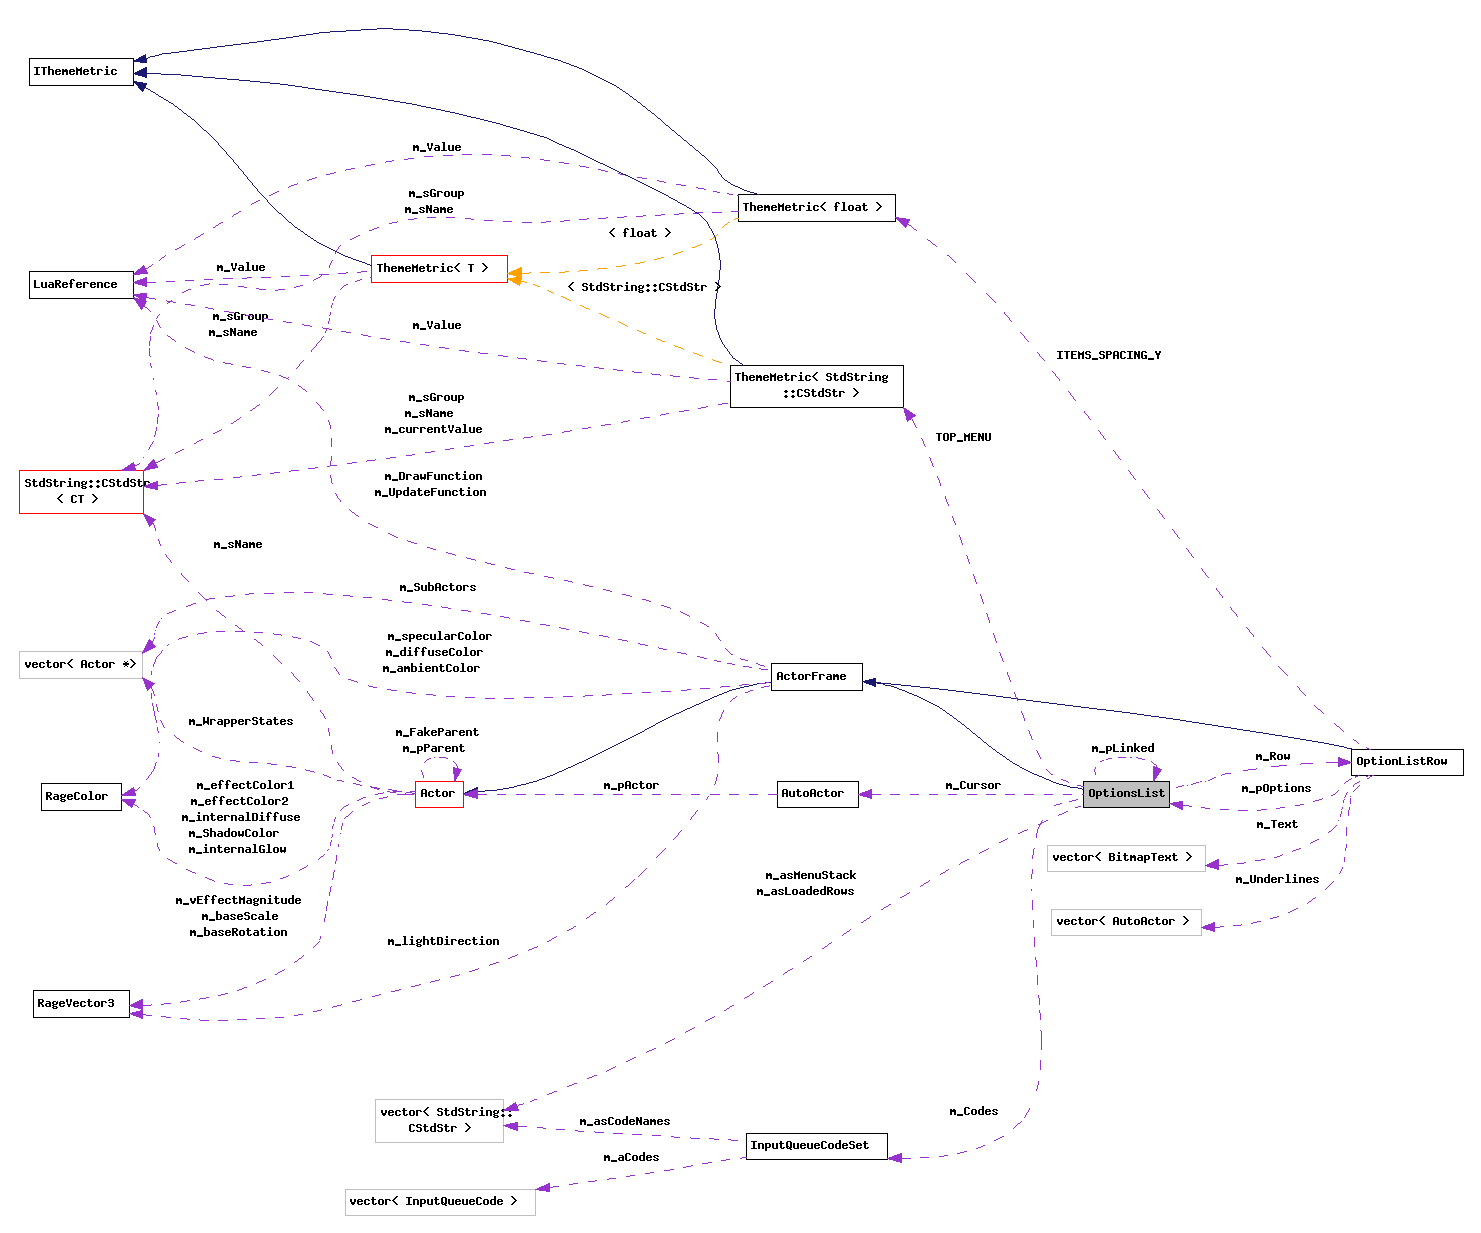 IThemeMetric
m_Value
m_sGroup
m_sName
ThemeMetric< float >
< float >
m_Value
ThemeMetric< T >
LuaReference
< StdString::CStdStr >
m_sGroup
m_sName
m_Value
ITEMS_SPACING_Y
ThemeMetric< StdString
::CStdStr >
m_sGroup
m_sName
m_currentValue
TOP_MENU
StdString::CStdStr
< CT >
m_DrawFunction
m_UpdateFunction
m_sName
m_SubActors
m_specularColor
m_diffuseColor
m_ambientColor
vector< Actor *>
ActorFrame
m_WrapperStates
m_FakeParent
m_pParent
m_pLinked
m_Row
OptionListRow
RageColor
m_effectColor1
m_effectColor2
m_internalDiffuse
m_ShadowColor
m_internalGlow
Actor
m_pActor
AutoActor
m_Cursor
OptionsList
m_pOptions
m_Text
vector< BitmapText >
m_Underlines
vector< AutoActor >
m_asMenuStack
m_asLoadedRows
m_vEffectMagnitude
m_baseScale
m_baseRotation
m_lightDirection
RageVector3
vector< StdString::
CStdStr >
m_asCodeNames
m_Codes
InputQueueCodeSet
m_aCodes
vector< InputQueueCode >